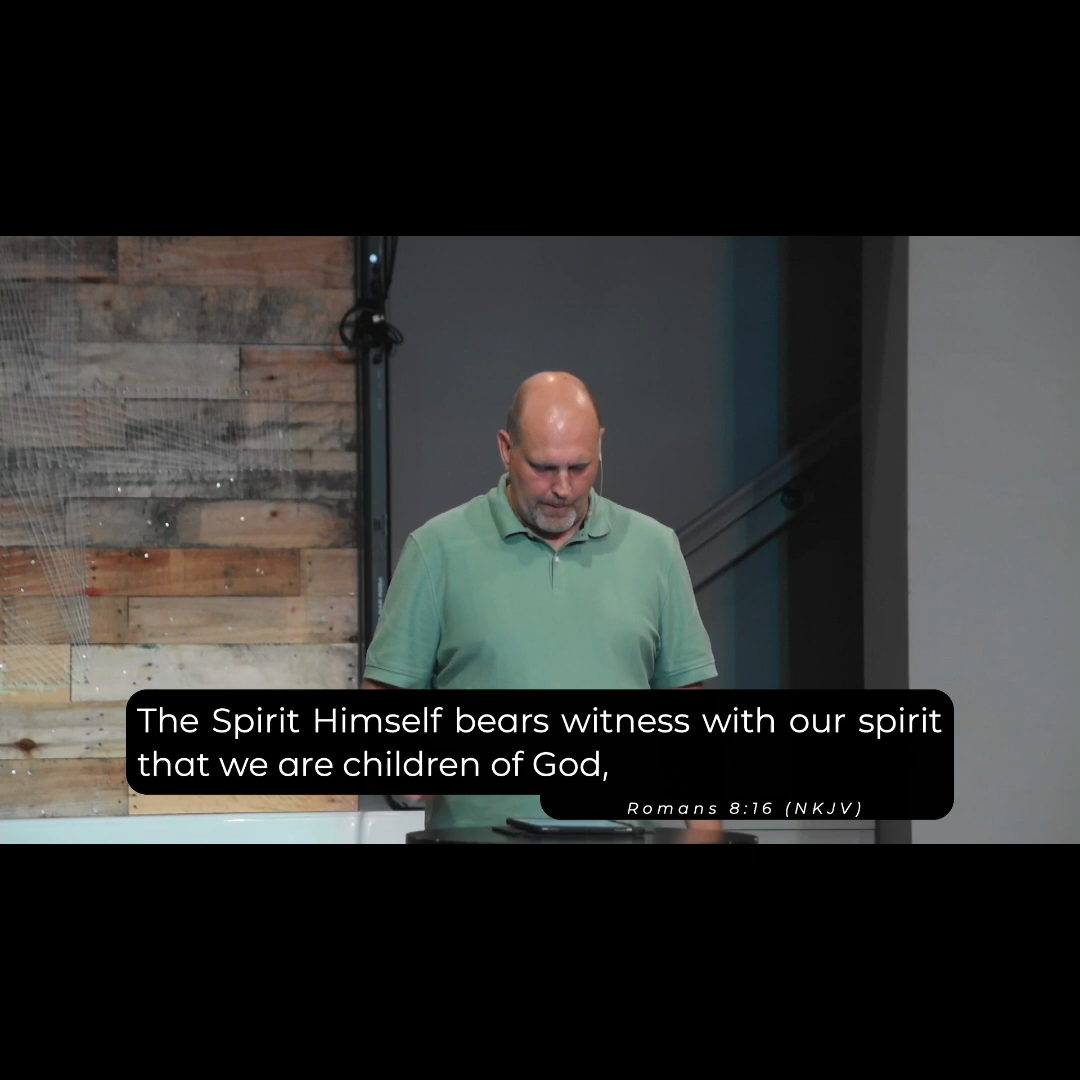 The Spirit Himself bears witness with our spirit
that we are children of God,
Romans 8:16 (NKJV)